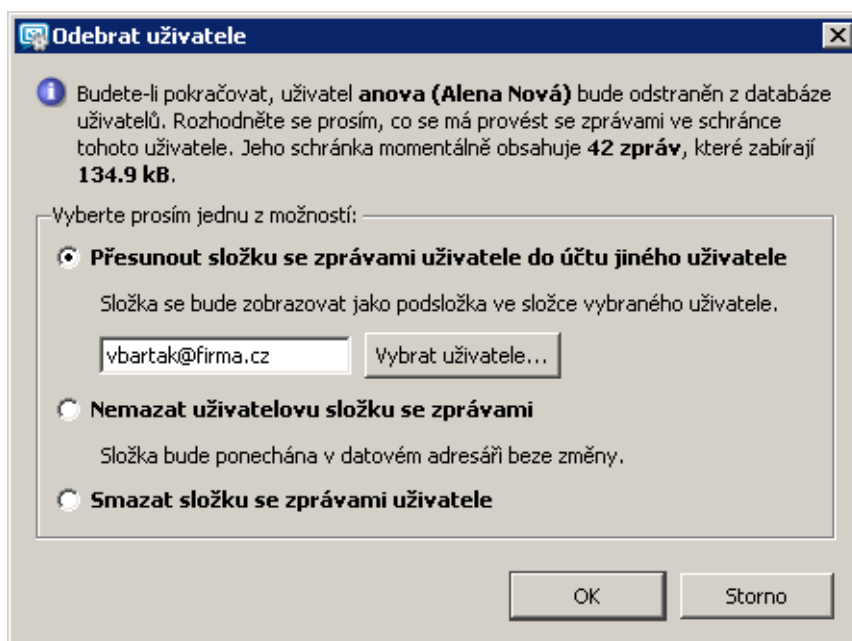 Odebrat uživatele
Budete-li pokračovat, uživatel anova (Alena Nová) bude odstraněn z databáze
uživatelů. Rozhodněte se prosím, co se má provést se zprávami ve schránce
tohoto uživatele. Jeho schránka momentálně obsahuje 42 zpráv, které zabírají
134.9 kB.
Vyberte prosím jednu z možností:
Přesunout složku se zprávami uživatele do účtu jiného uživatele
Složka se bude zobrazovat jako podsložka ve složce vybraného uživatele.
vbartak@firma.cz Vybrat uživatele...
Nemazat uživatelovu složku se zprávami
Složka bude ponechána v datovém adresáři beze změny.
Smazat složku se zprávami uživatele
OK Storno